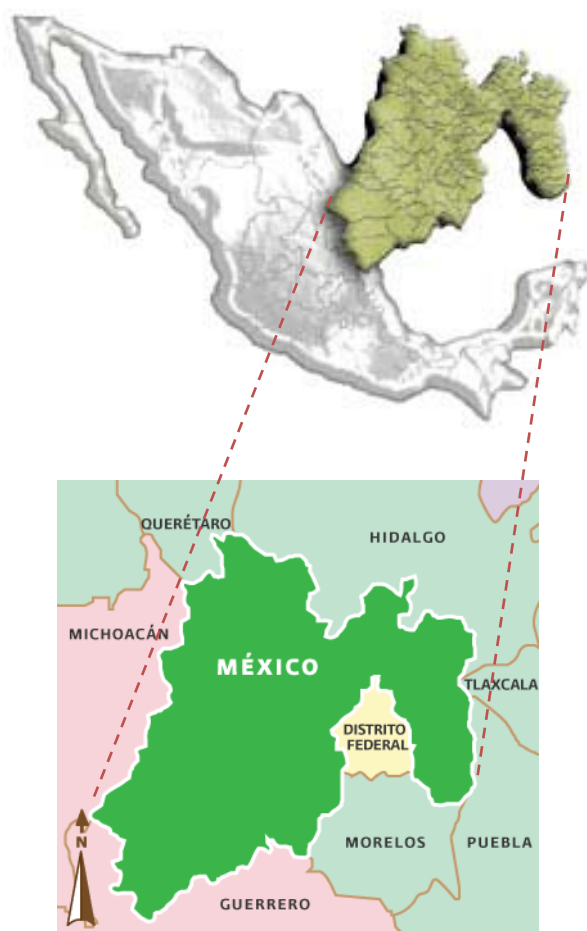 QUERÉTARO
HIDALGO
MICHOACÁN
MÉXICO
TLAXCALA
DISTRITO
FEDERAL
N
MORELOS
PUEBLA
GUERRERO